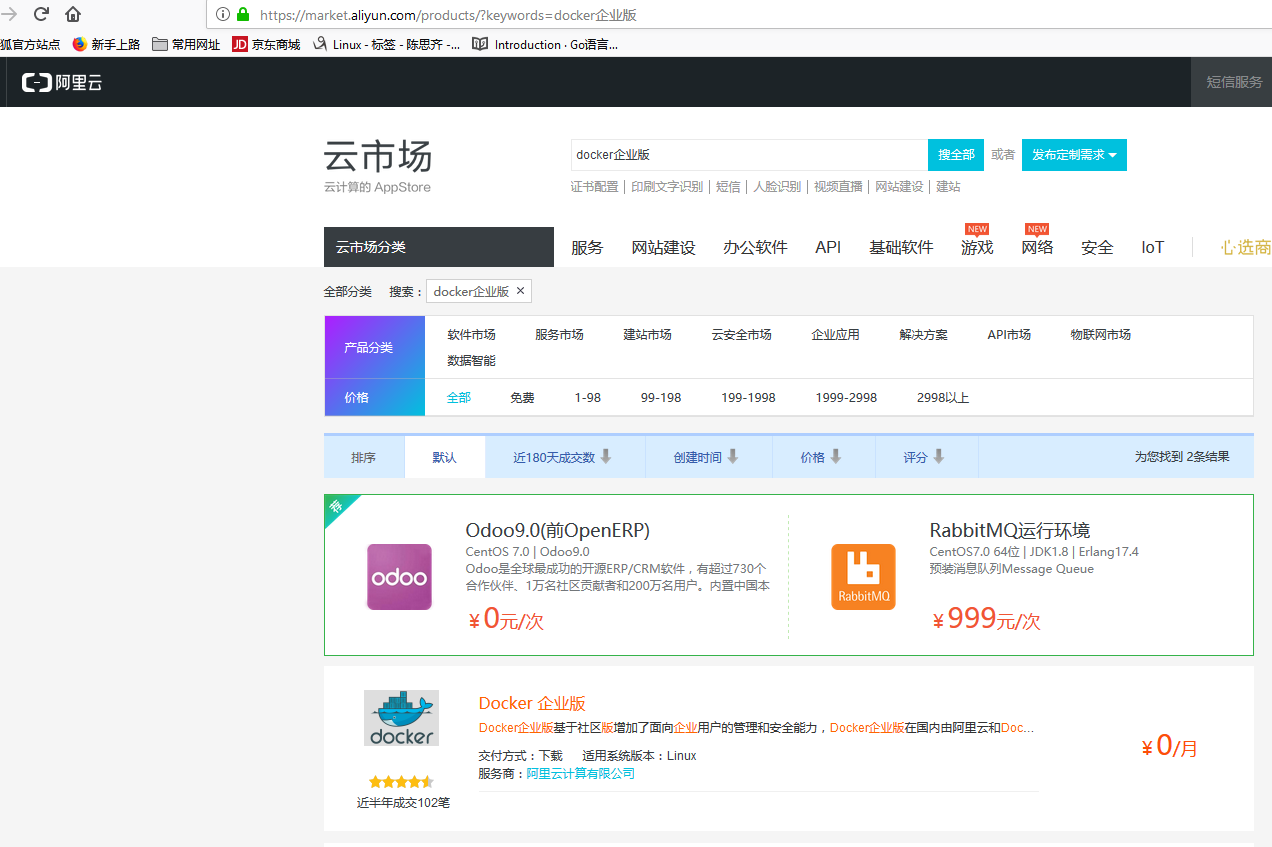 https://market.aliyun.com/products/?keywords=docker企业版
狐官方站点 新手上路 常用网址 JD 京东商城 Linux - 标签 - 陈思齐 -... Introduction · Go语言...
阿里云 短信服务
云市场
云计算的 AppStore
docker企业版 搜全部 或者 发布定制需求
证书配置 | 印刷文字识别 | 短信 | 人脸识别 | 视频直播 | 网站建设 | 建站
NEW NEW
云市场分类 服务 网站建设 办公软件 API 基础软件 游戏 网络 安全 IoT 心选商
全部分类 搜索： docker企业版 ✕
产品分类 软件市场 服务市场 建站市场 云安全市场 企业应用 解决方案 API市场 物联网市场
数据智能
价格 全部 免费 1-98 99-198 199-1998 1999-2998 2998以上
排序 默认 近180天成交数 创建时间 价格 评分 为您找到 2条结果
荐
odoo
Odoo9.0(前OpenERP)
CentOS 7.0 | Odoo9.0
Odoo是全球最成功的开源ERP/CRM软件，有超过730个
合作伙伴、1万名社区贡献者和200万名用户。内置中国本
¥0元/次
RabbitMQ
RabbitMQ运行环境
CentOS7.0 64位 | JDK1.8 | Erlang17.4
预装消息队列Message Queue
¥999元/次
docker
Docker 企业版
Docker企业版基于社区版增加了面向企业用户的管理和安全能力，Docker企业版在国内由阿里云和Doc...
交付方式：下载 适用系统版本：Linux
服务商：阿里云计算有限公司
¥0/月
近半年成交102笔